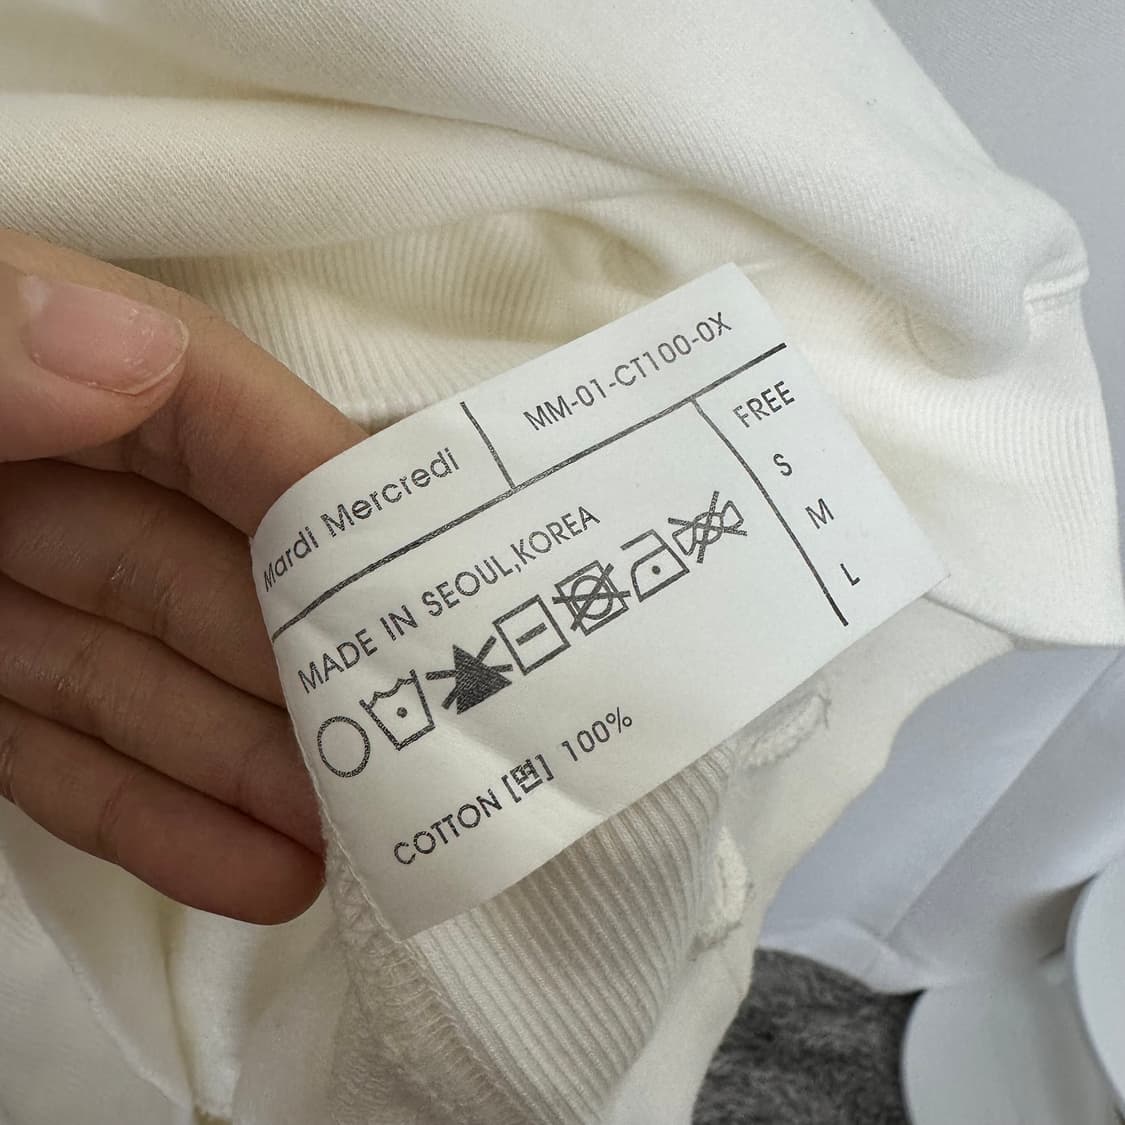 Mardi Mercredi
MM-01-CT100-0X
MADE IN SEOUL,KOREA
COTTON [면] 100%
FREE
S
M
L